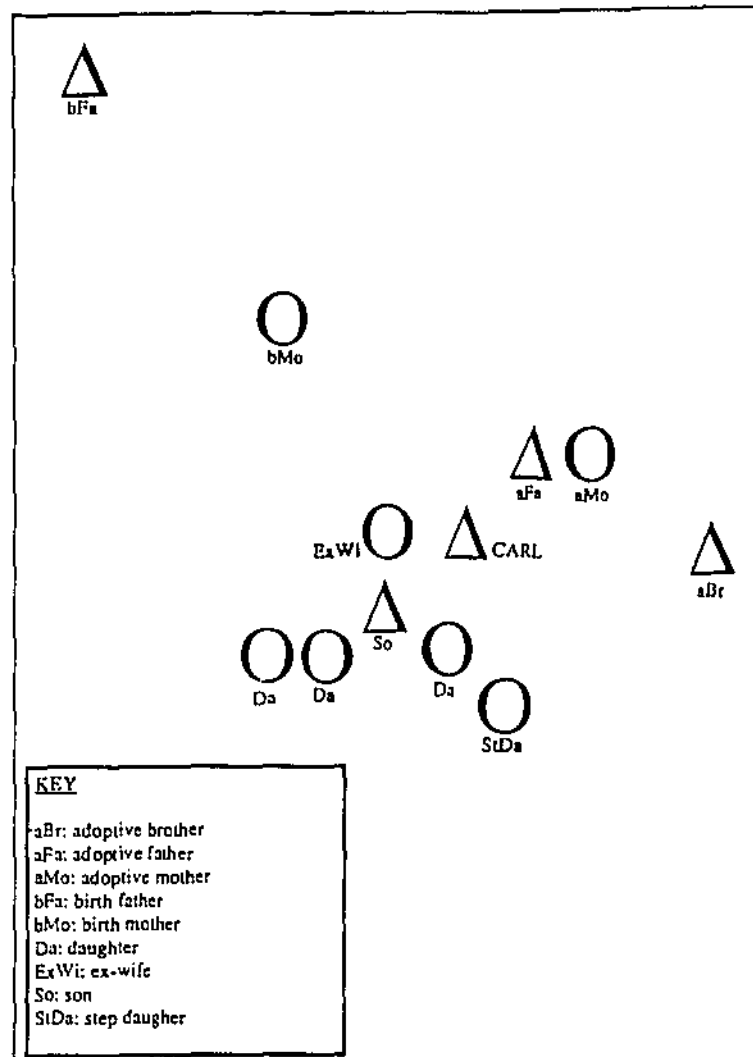 bFa
bMo
aFa aMo
ExWi CARL
aBr
So
Da Da Da
StDa
KEY
aBr: adoptive brother
aFa: adoptive father
aMo: adoptive mother
bFa: birth father
bMo: birth mother
Da: daughter
ExWi: ex-wife
So: son
StDa: step daugher